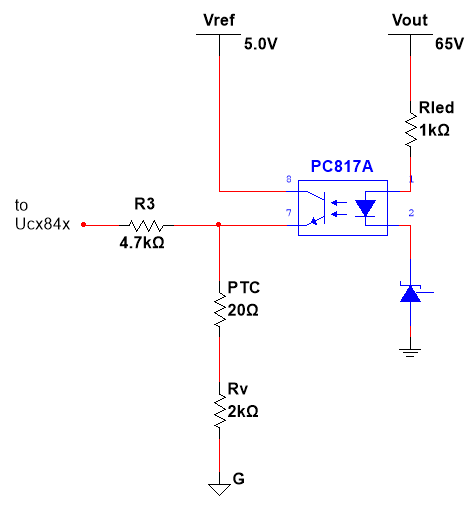 Vref
5.0V
Vout
65V
Rled
1kΩ
PC817A
8
1
7
2
to
Ucx84x
R3
4.7kΩ
PTC
20Ω
Rv
2kΩ
G